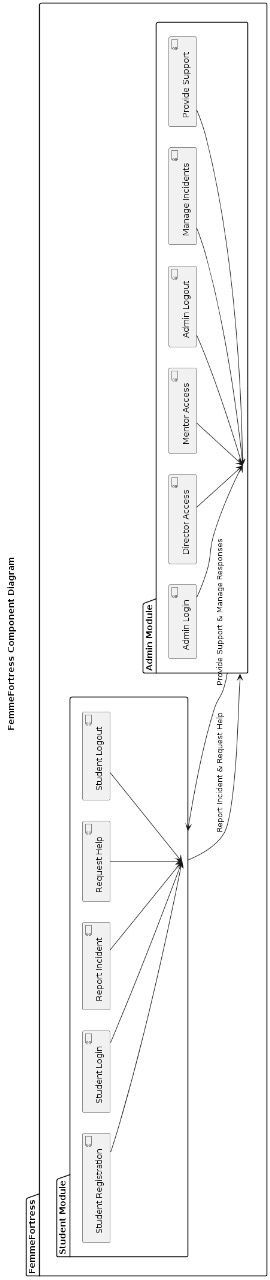 FemmeFortress Component Diagram
FemmeFortress
Student Module
Student Registration
Student Login
Report Incident
Request Help
Student Logout
Admin Module
Admin Login
Director Access
Mentor Access
Admin Logout
Manage Incidents
Provide Support
Report Incident & Request Help
Provide Support & Manage Responses